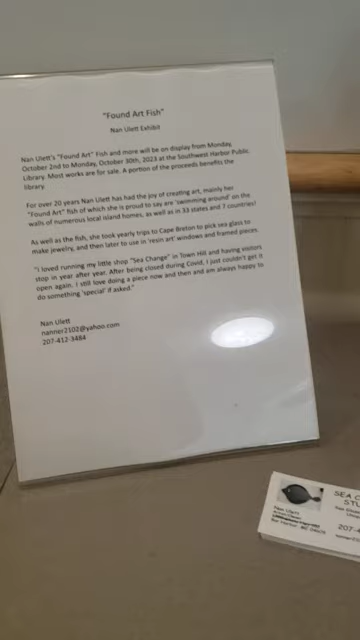 "Found Art Fish"
Nan Ulett Exhibit
Nan Ulett's "Found Art" Fish and more will be on display from Monday,
October 2nd to Monday, October 30th, 2023 at the Southwest Harbor Public
Library. Most works are for sale. A portion of the proceeds benefits the
library.
For over 20 years Nan Ulett has had the joy of creating art, mainly her
"Found Art" fish of which she is proud to say are 'swimming around' on the
walls of numerous local island homes, as well as in 33 states and 7 countries!
As well as the fish, she took yearly trips to Cape Breton to pick sea glass to
make jewelry, and then later to use in 'resin art' windows and framed pieces.
"I loved running my little shop "Sea Change" in Town Hill and having visitors
stop in year after year. After being closed during Covid, I just couldn't get it
open again. I still love doing a piece now and then and am always happy to
do something 'special' if asked."
Nan Ulett
nanner2102@yahoo.com
207-412-3484
SEA C
STU
Nan Ulett
Bar Harbor, ME
207-4